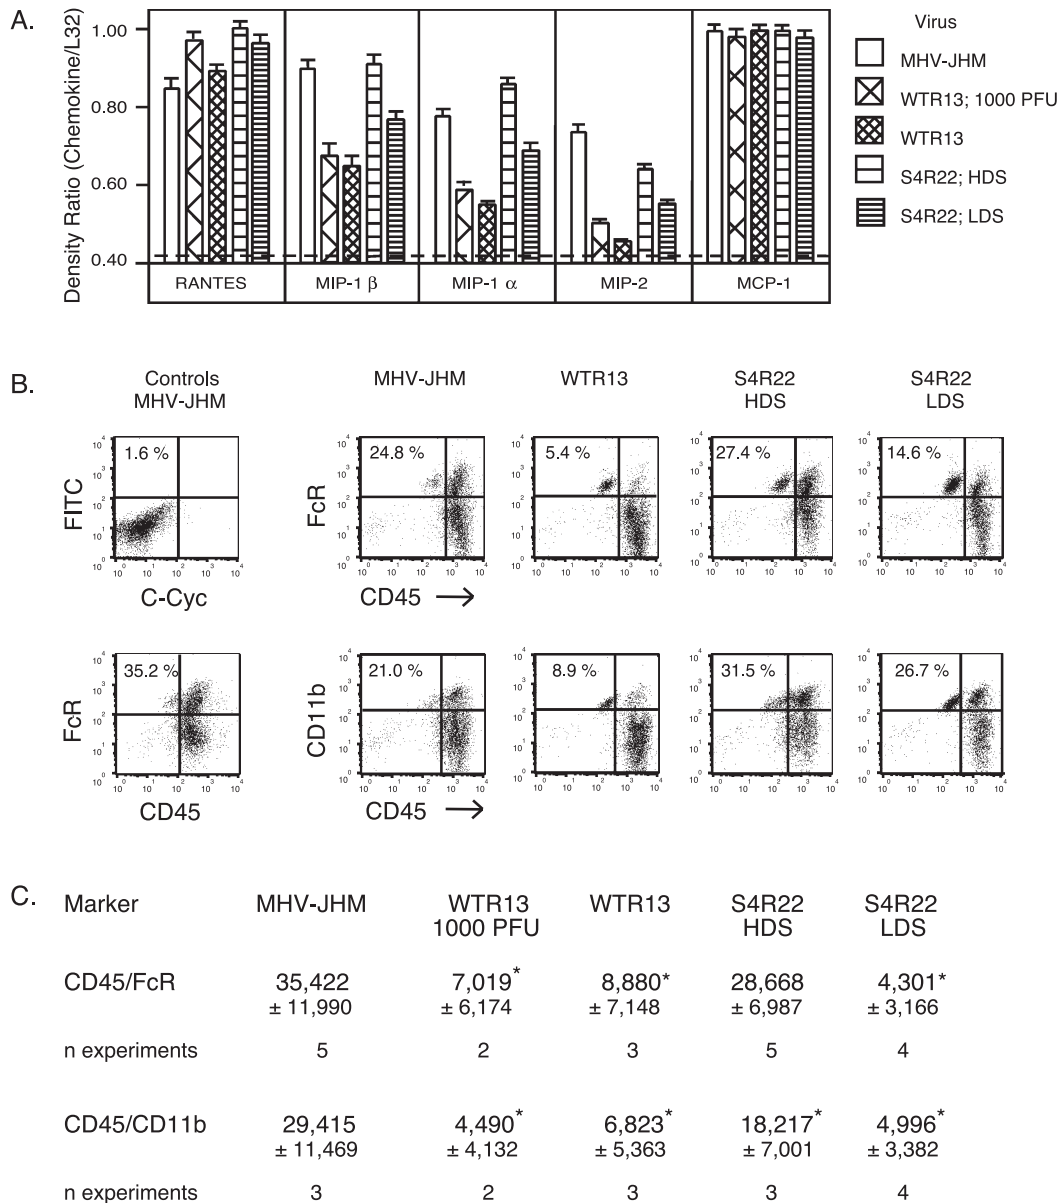 A.
Density Ratio (Chemokine/L32)
1.00
0.80
0.60
0.40
RANTES
MIP-1 β
MIP-1 α
MIP-2
MCP-1
Virus
MHV-JHM
WTR13; 1000 PFU
WTR13
S4R22; HDS
S4R22; LDS
B.
Controls
MHV-JHM
MHV-JHM
WTR13
S4R22
HDS
S4R22
LDS
1.6 %
24.8 %
5.4 %
27.4 %
14.6 %
FITC
C-Cyc
FcR
CD45
35.2 %
21.0 %
8.9 %
31.5 %
26.7 %
FcR
CD45
CD11b
CD45
C.
Marker MHV-JHM WTR13 WTR13 S4R22 S4R22
1000 PFU HDS LDS
CD45/FcR 35,422 7,019* 8,880* 28,668 4,301*
± 11,990 ± 6,174 ± 7,148 ± 6,987 ± 3,166
n experiments 5 2 3 5 4
CD45/CD11b 29,415 4,490* 6,823* 18,217* 4,996*
± 11,469 ± 4,132 ± 5,363 ± 7,001 ± 3,382
n experiments 3 2 3 3 4